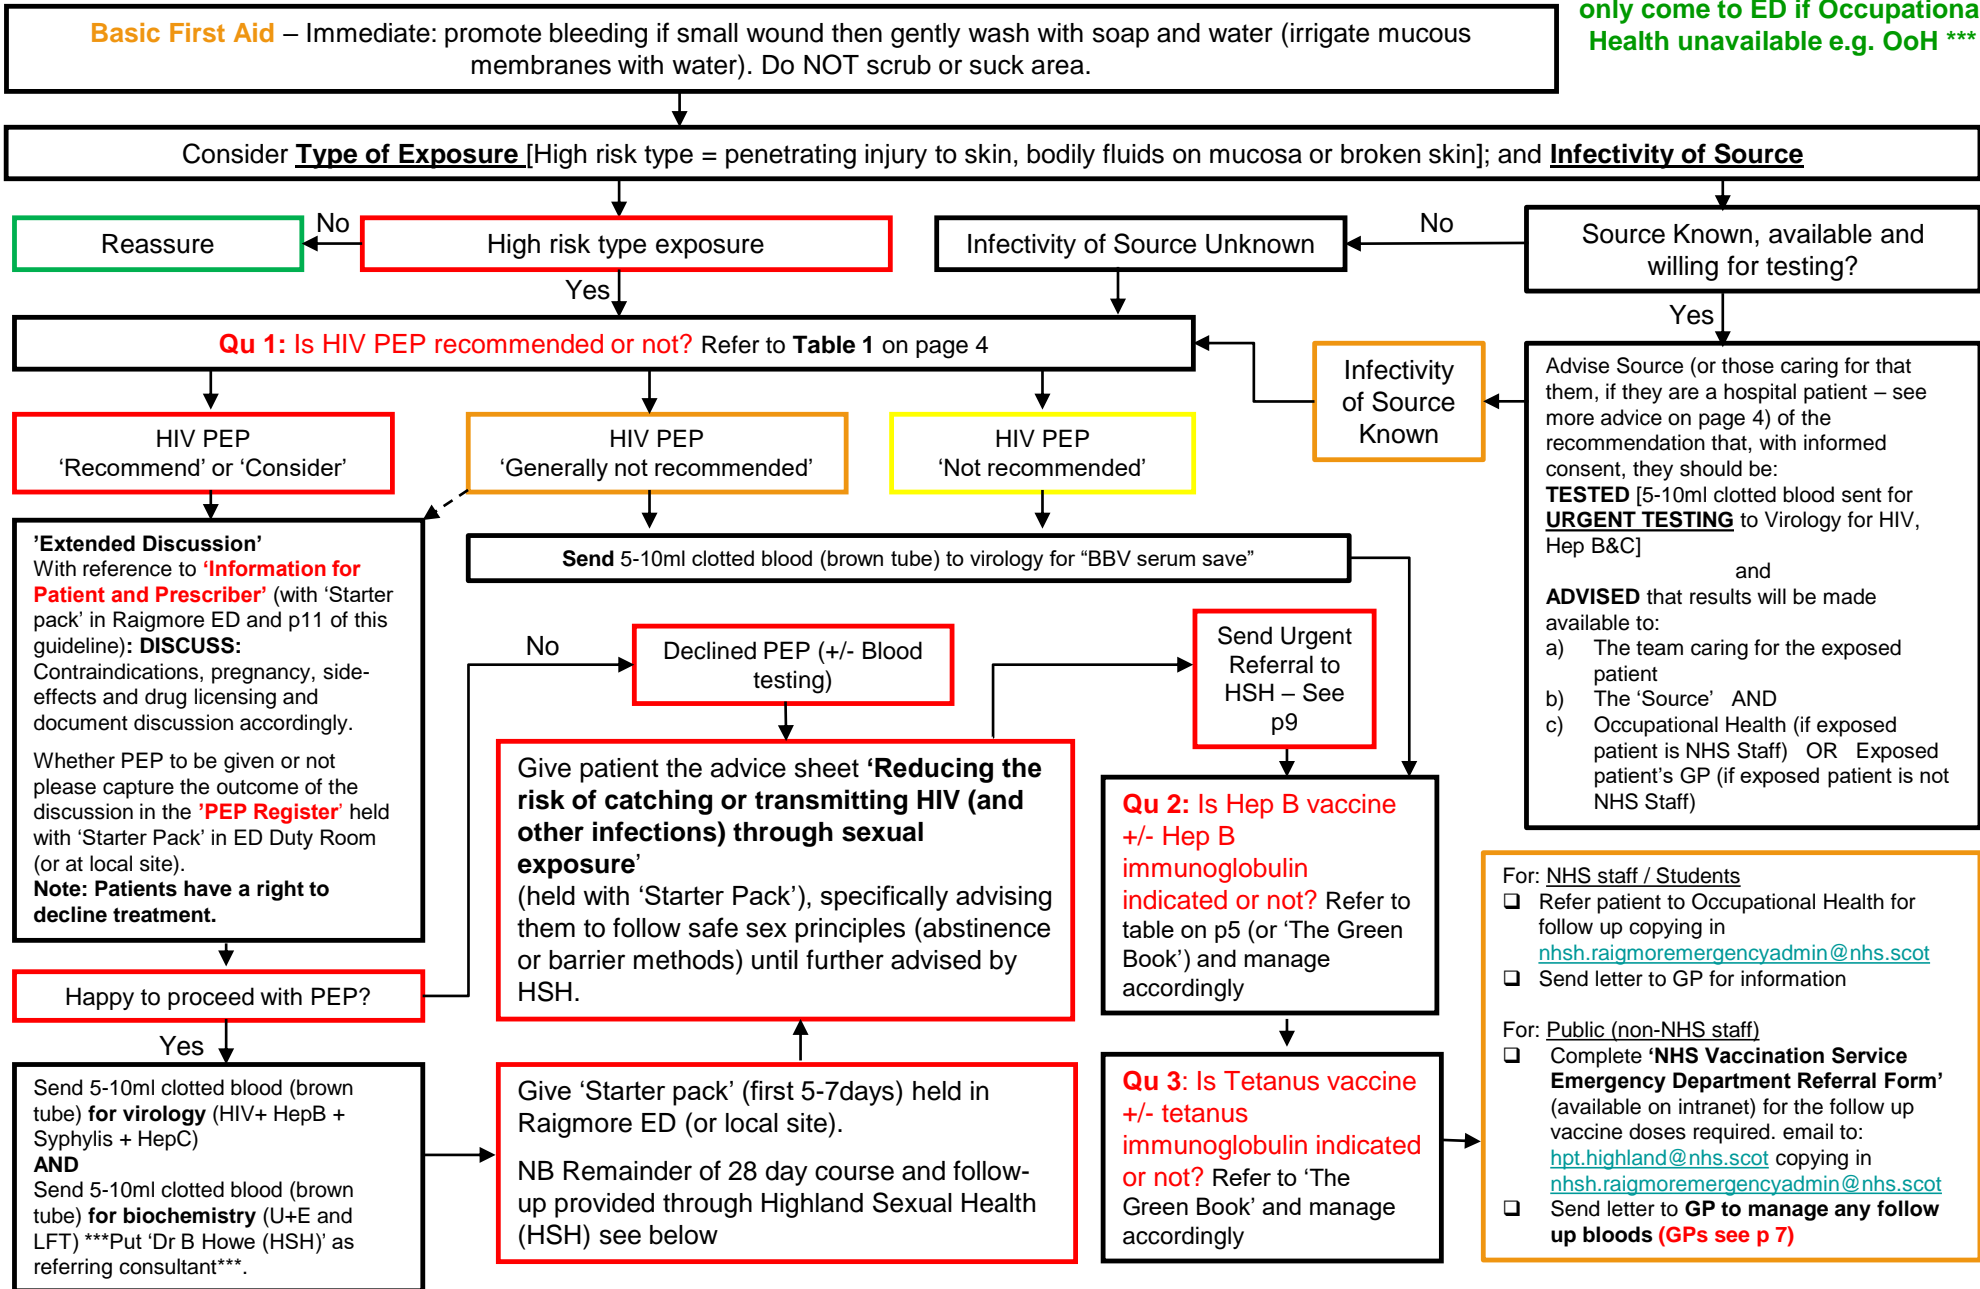 only come to ED if Occupationa
Health unavailable e.g. OoH ***
Basic First Aid – Immediate: promote bleeding if small wound then gently wash with soap and water (irrigate mucous
membranes with water). Do NOT scrub or suck area.
Consider Type of Exposure [High risk type = penetrating injury to skin, bodily fluids on mucosa or broken skin]; and Infectivity of Source
Reassure
No
High risk type exposure
Infectivity of Source Unknown
No
Source Known, available and
willing for testing?
Yes
Yes
Qu 1: Is HIV PEP recommended or not? Refer to Table 1 on page 4
Infectivity
of Source
Known
Advise Source (or those caring for that
them, if they are a hospital patient – see
more advice on page 4) of the
recommendation that, with informed
consent, they should be:
TESTED [5-10ml clotted blood sent for
URGENT TESTING to Virology for HIV,
Hep B&C]
and
ADVISED that results will be made
available to:
a) The team caring for the exposed
patient
b) The ‘Source’ AND
c) Occupational Health (if exposed
patient is NHS Staff) OR Exposed
patient’s GP (if exposed patient is not
NHS Staff)
HIV PEP
‘Recommend’ or ‘Consider’
HIV PEP
‘Generally not recommended’
HIV PEP
‘Not recommended’
’Extended Discussion’
With reference to ‘Information for
Patient and Prescriber’ (with ‘Starter
pack’ in Raigmore ED and p11 of this
guideline): DISCUSS:
Contraindications, pregnancy, side-
effects and drug licensing and
document discussion accordingly.
Whether PEP to be given or not
please capture the outcome of the
discussion in the ’PEP Register’ held
with ‘Starter Pack’ in ED Duty Room
(or at local site).
Note: Patients have a right to
decline treatment.
Send 5-10ml clotted blood (brown tube) to virology for “BBV serum save”
No
Declined PEP (+/- Blood
testing)
Send Urgent
Referral to
HSH – See
p9
Give patient the advice sheet ‘Reducing the
risk of catching or transmitting HIV (and
other infections) through sexual
exposure’
(held with ‘Starter Pack’), specifically advising
them to follow safe sex principles (abstinence
or barrier methods) until further advised by
HSH.
Qu 2: Is Hep B vaccine
+/- Hep B
immunoglobulin
indicated or not? Refer to
table on p5 (or ‘The Green
Book’) and manage
accordingly
Happy to proceed with PEP?
Yes
Send 5-10ml clotted blood (brown
tube) for virology (HIV+ HepB +
Syphylis + HepC)
AND
Send 5-10ml clotted blood (brown
tube) for biochemistry (U+E and
LFT) ***Put ‘Dr B Howe (HSH)’ as
referring consultant***.
Give ‘Starter pack’ (first 5-7days) held in
Raigmore ED (or local site).
NB Remainder of 28 day course and follow-
up provided through Highland Sexual Health
(HSH) see below
Qu 3: Is Tetanus vaccine
+/- tetanus
immunoglobulin indicated
or not? Refer to ‘The
Green Book’ and manage
accordingly
For: NHS staff / Students
❑ Refer patient to Occupational Health for
follow up copying in
nhsh.raigmoremergencyadmin@nhs.scot
❑ Send letter to GP for information
For: Public (non-NHS staff)
❑ Complete ‘NHS Vaccination Service
Emergency Department Referral Form’
(available on intranet) for the follow up
vaccine doses required. email to:
hpt.highland@nhs.scot copying in
nhsh.raigmoremergencyadmin@nhs.scot
❑ Send letter to GP to manage any follow
up bloods (GPs see p 7)